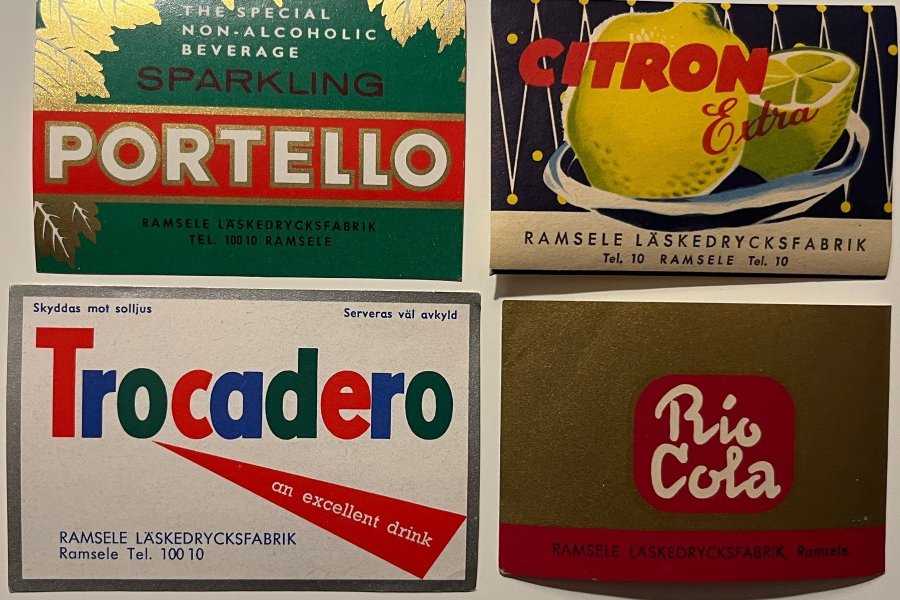 THE SPECIAL
NON-ALCOHOLIC
BEVERAGE
SPARKLING
PORTELLO
RAMSELE LÄSKEDRYCKSFABRIK
TEL. 100 10 RAMSELE
CITRON
Extra
RAMSELE LÄSKEDRYCKSFABRIK
Tel. 10 RAMSELE Tel. 10
Skyddas mot solljus
Serveras väl avkyld
Trocadero
an excellent drink
RAMSELE LÄSKEDRYCKSFABRIK
Ramsele Tel. 100 10
Rio
Cola
RAMSELE LÄSKEDRYCKSFABRIK, Ramsele.